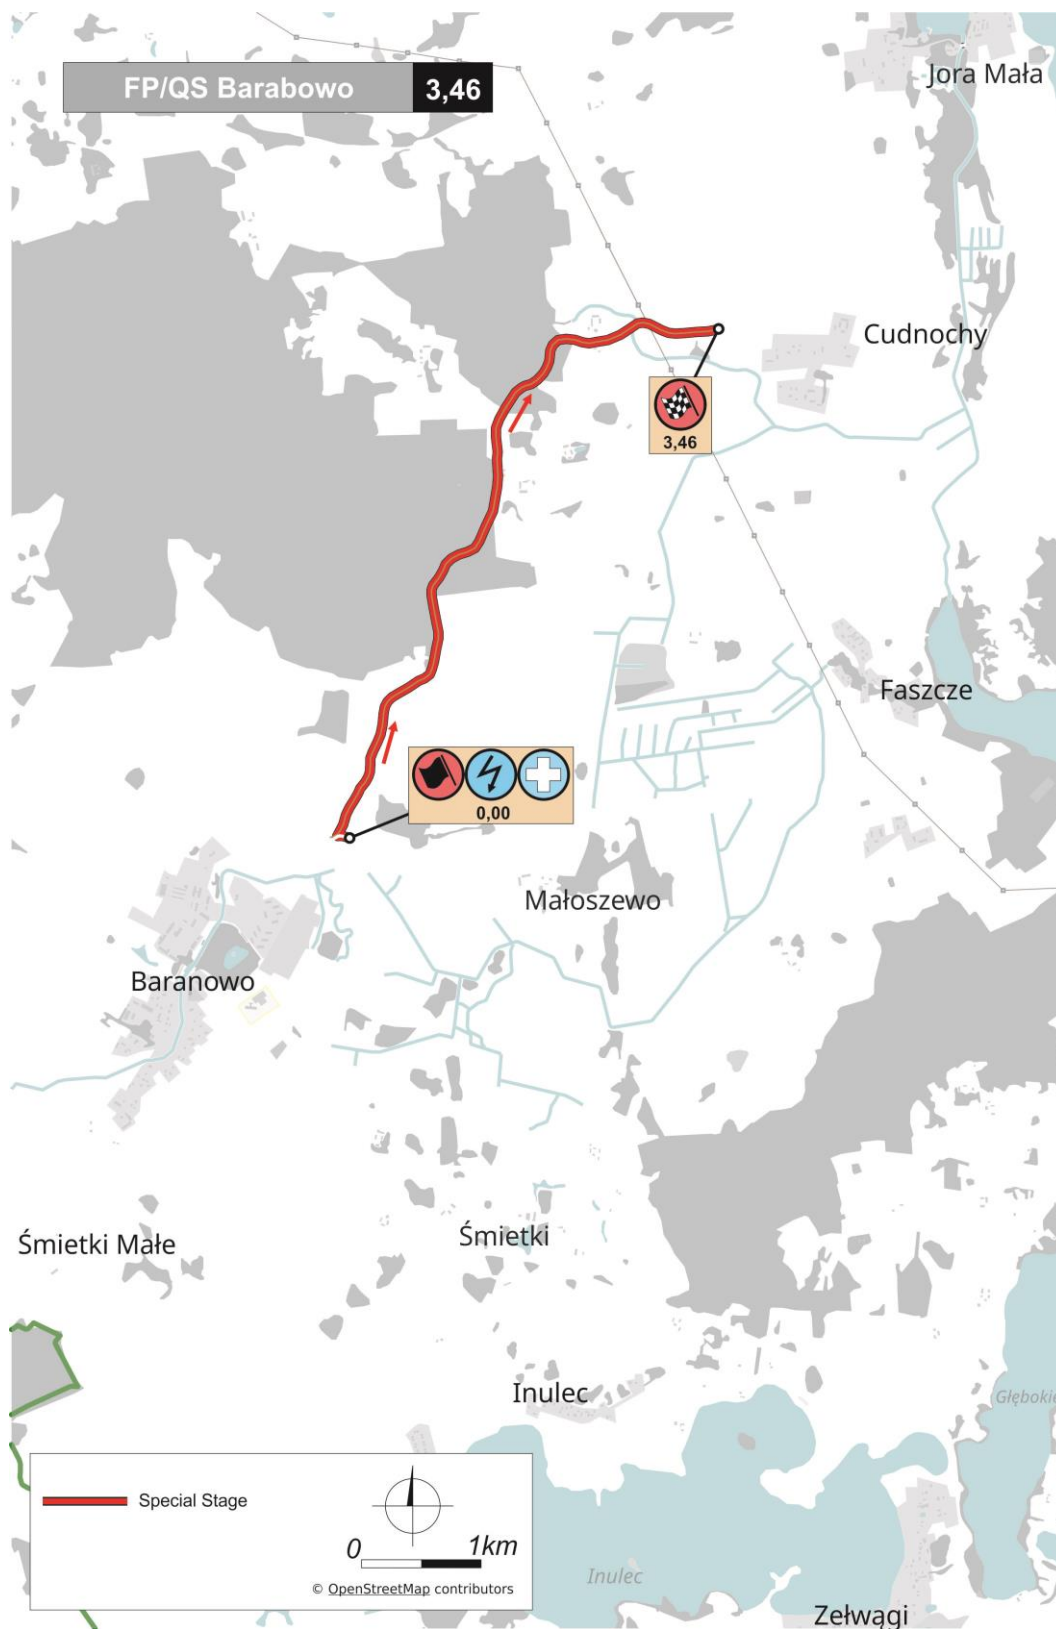 FP/QS Barabowo 3,46
Jora Mała
Cudnochy
3,46
Faszcze
0,00
Małoszewo
Baranowo
Śmietki Małe
Śmietki
Inulec
Głębokie
Special Stage
0 1km
© OpenStreetMap contributors
Inulec
Zełwągi